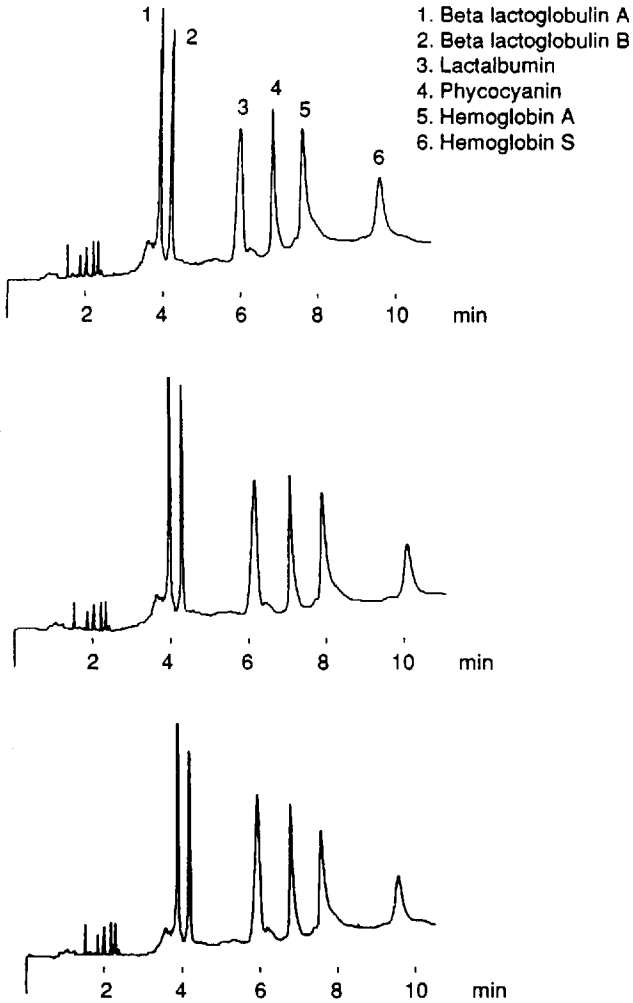 1. Beta lactoglobulin A
2. Beta lactoglobulin B
3. Lactalbumin
4. Phycocyanin
5. Hemoglobin A
6. Hemoglobin S
1 2 3 4 5 6
2 4 6 8 10 min
2 4 6 8 10 min
2 4 6 8 10 min